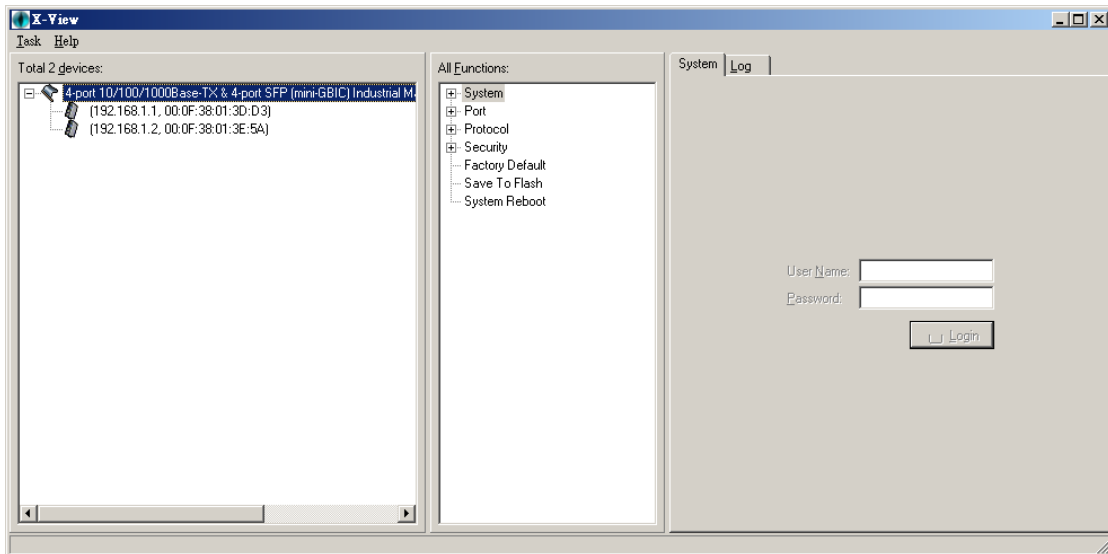 X-View
Task Help
Total 2 devices:
4-port 10/100/1000Base-TX & 4-port SFP (mini-GBIC) Industrial M
(192.168.1.1, 00:0F:38:01:3D:D3)
(192.168.1.2, 00:0F:38:01:3E:5A)
All Functions:
System
Port
Protocol
Security
Factory Default
Save To Flash
System Reboot
System Log
User Name:
Password:
Login